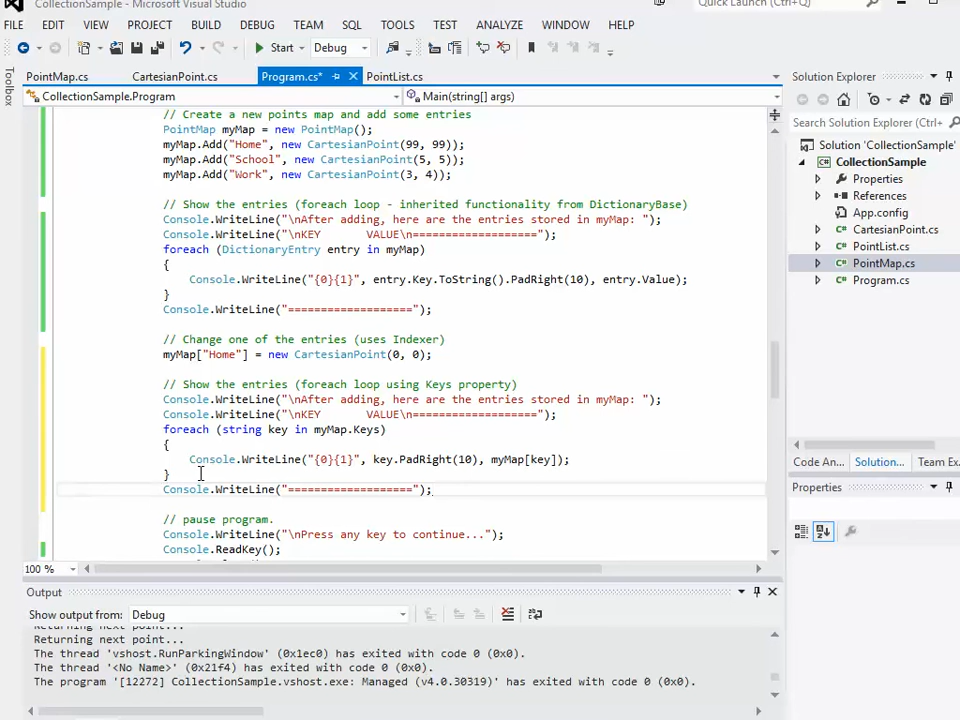 CollectionSample - Microsoft Visual Studio
Quick Launch (Ctrl+Q)
FILE EDIT VIEW PROJECT BUILD DEBUG TEAM SQL TOOLS TEST ANALYZE WINDOW HELP
Start Debug
PointMap.cs CartesianPoint.cs Program.cs* PointList.cs
Toolbox
CollectionSample.Program Main(string[] args)
// Create a new points map and add some entries
PointMap myMap = new PointMap();
myMap.Add("Home", new CartesianPoint(99, 99));
myMap.Add("School", new CartesianPoint(5, 5));
myMap.Add("Work", new CartesianPoint(3, 4));
// Show the entries (foreach loop - inherited functionality from DictionaryBase)
Console.WriteLine("\nAfter adding, here are the entries stored in myMap: ");
Console.WriteLine("\nKEY       VALUE\n===================");
foreach (DictionaryEntry entry in myMap)
{
Console.WriteLine("{0}{1}", entry.Key.ToString().PadRight(10), entry.Value);
}
Console.WriteLine("===================");
// Change one of the entries (uses Indexer)
myMap["Home"] = new CartesianPoint(0, 0);
// Show the entries (foreach loop using Keys property)
Console.WriteLine("\nAfter adding, here are the entries stored in myMap: ");
Console.WriteLine("\nKEY       VALUE\n===================");
foreach (string key in myMap.Keys)
{
Console.WriteLine("{0}{1}", key.PadRight(10), myMap[key]);
}
Console.WriteLine("===================");
// pause program.
Console.WriteLine("\nPress any key to continue...");
Console.ReadKey();
100 %
Solution Explorer
Search Solution Explorer (Ctrl+
Solution 'CollectionSample'
CollectionSample
Properties
References
App.config
CartesianPoint.cs
PointList.cs
PointMap.cs
Program.cs
Code An... Solution... Team Ex
Properties
Output
Show output from: Debug
Returning next point...
Returning next point...
The thread 'vshost.RunParkingWindow' (0x1ec0) has exited with code 0 (0x0).
The thread '<No Name>' (0x21f4) has exited with code 0 (0x0).
The program '[12272] CollectionSample.vshost.exe: Managed (v4.0.30319)' has exited with code 0 (0x0).